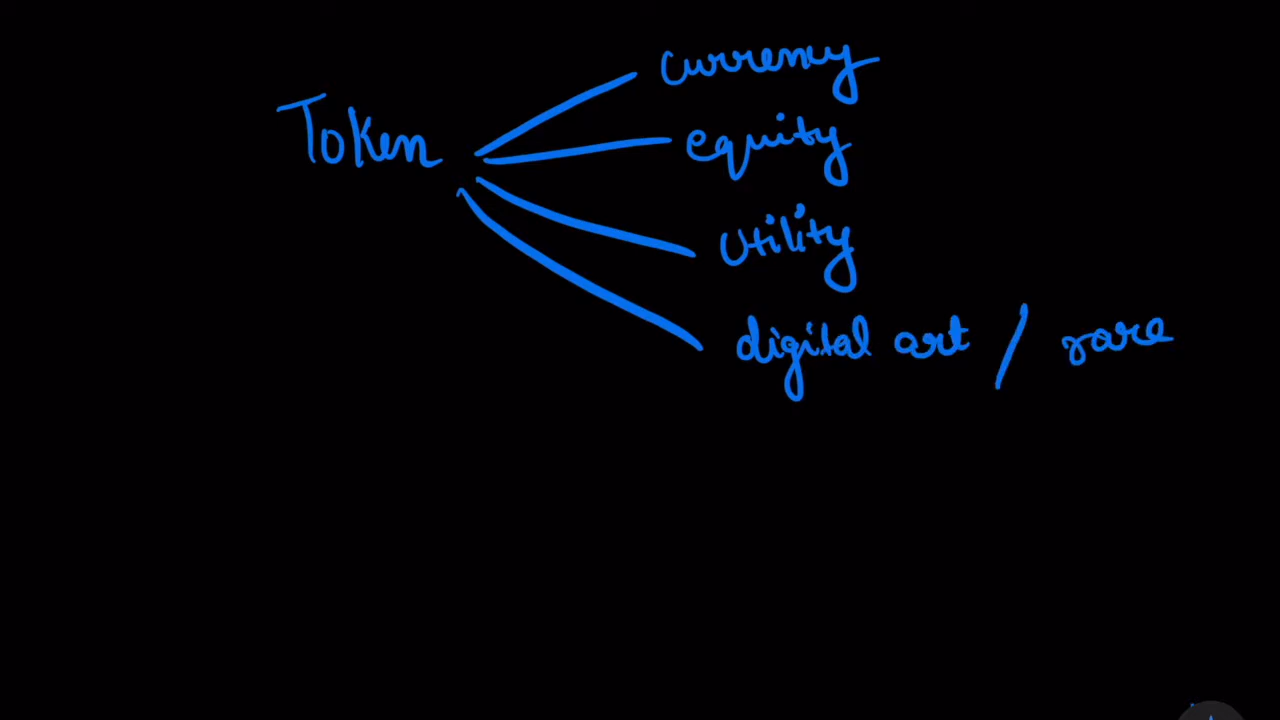 Token
currency
equity
utility
digital art / rare